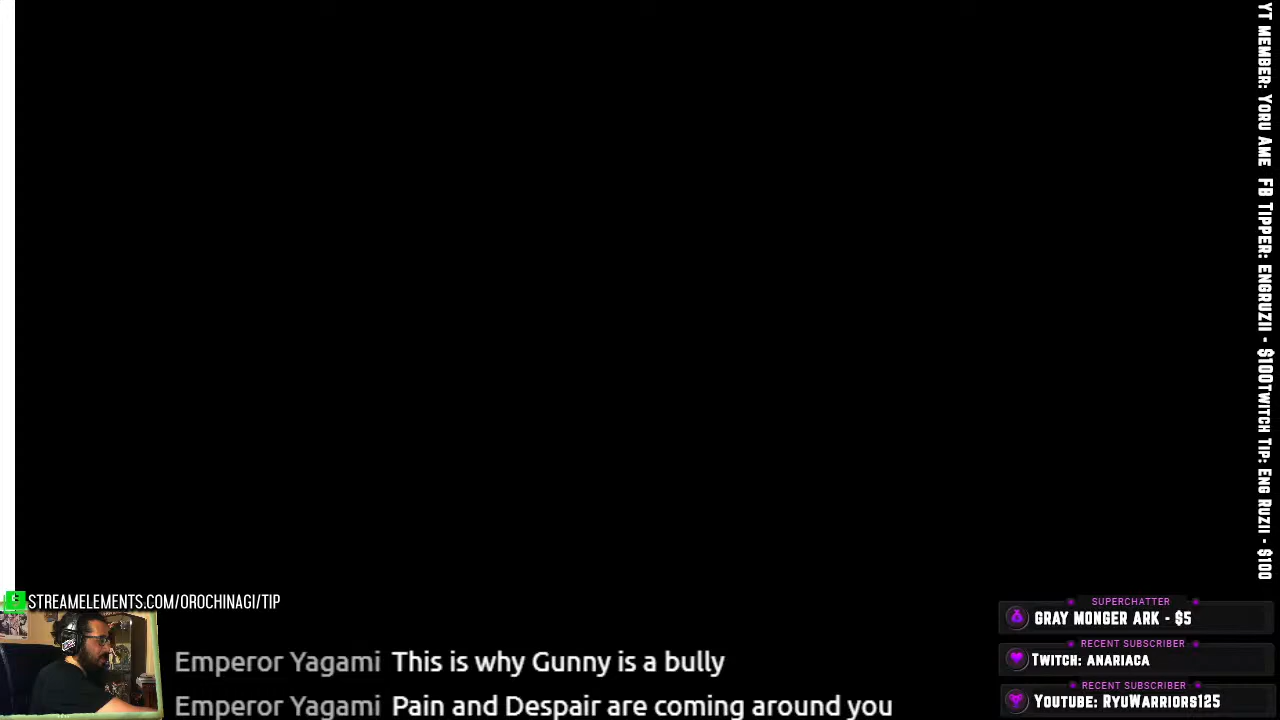 YT MEMBER: YORU AME FB TIPPER: ENGRUZII - $100TWITCH TIP: ENG RUZII - $100
STREAMELEMENTS.COM/OROCHINAGI/TIP
Emperor Yagami This is why Gunny is a bully
Emperor Yagami Pain and Despair are coming around you
SUPERCHATTER
GRAY MONGER ARK - $5
RECENT SUBSCRIBER
TWITCH: ANARIACA
RECENT SUBSCRIBER
YOUTUBE: RYUWARRIORS125